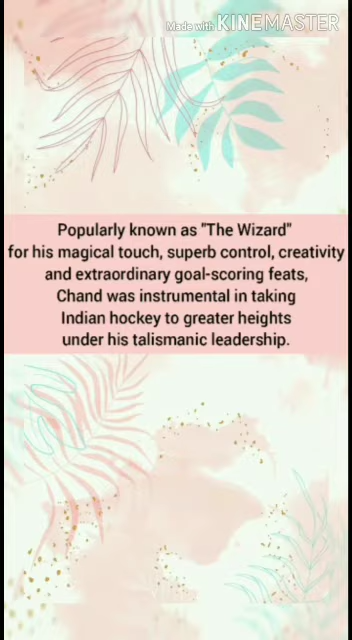 Made with KINEMASTER
Popularly known as "The Wizard"
for his magical touch, superb control, creativity
and extraordinary goal-scoring feats,
Chand was instrumental in taking
Indian hockey to greater heights
under his talismanic leadership.